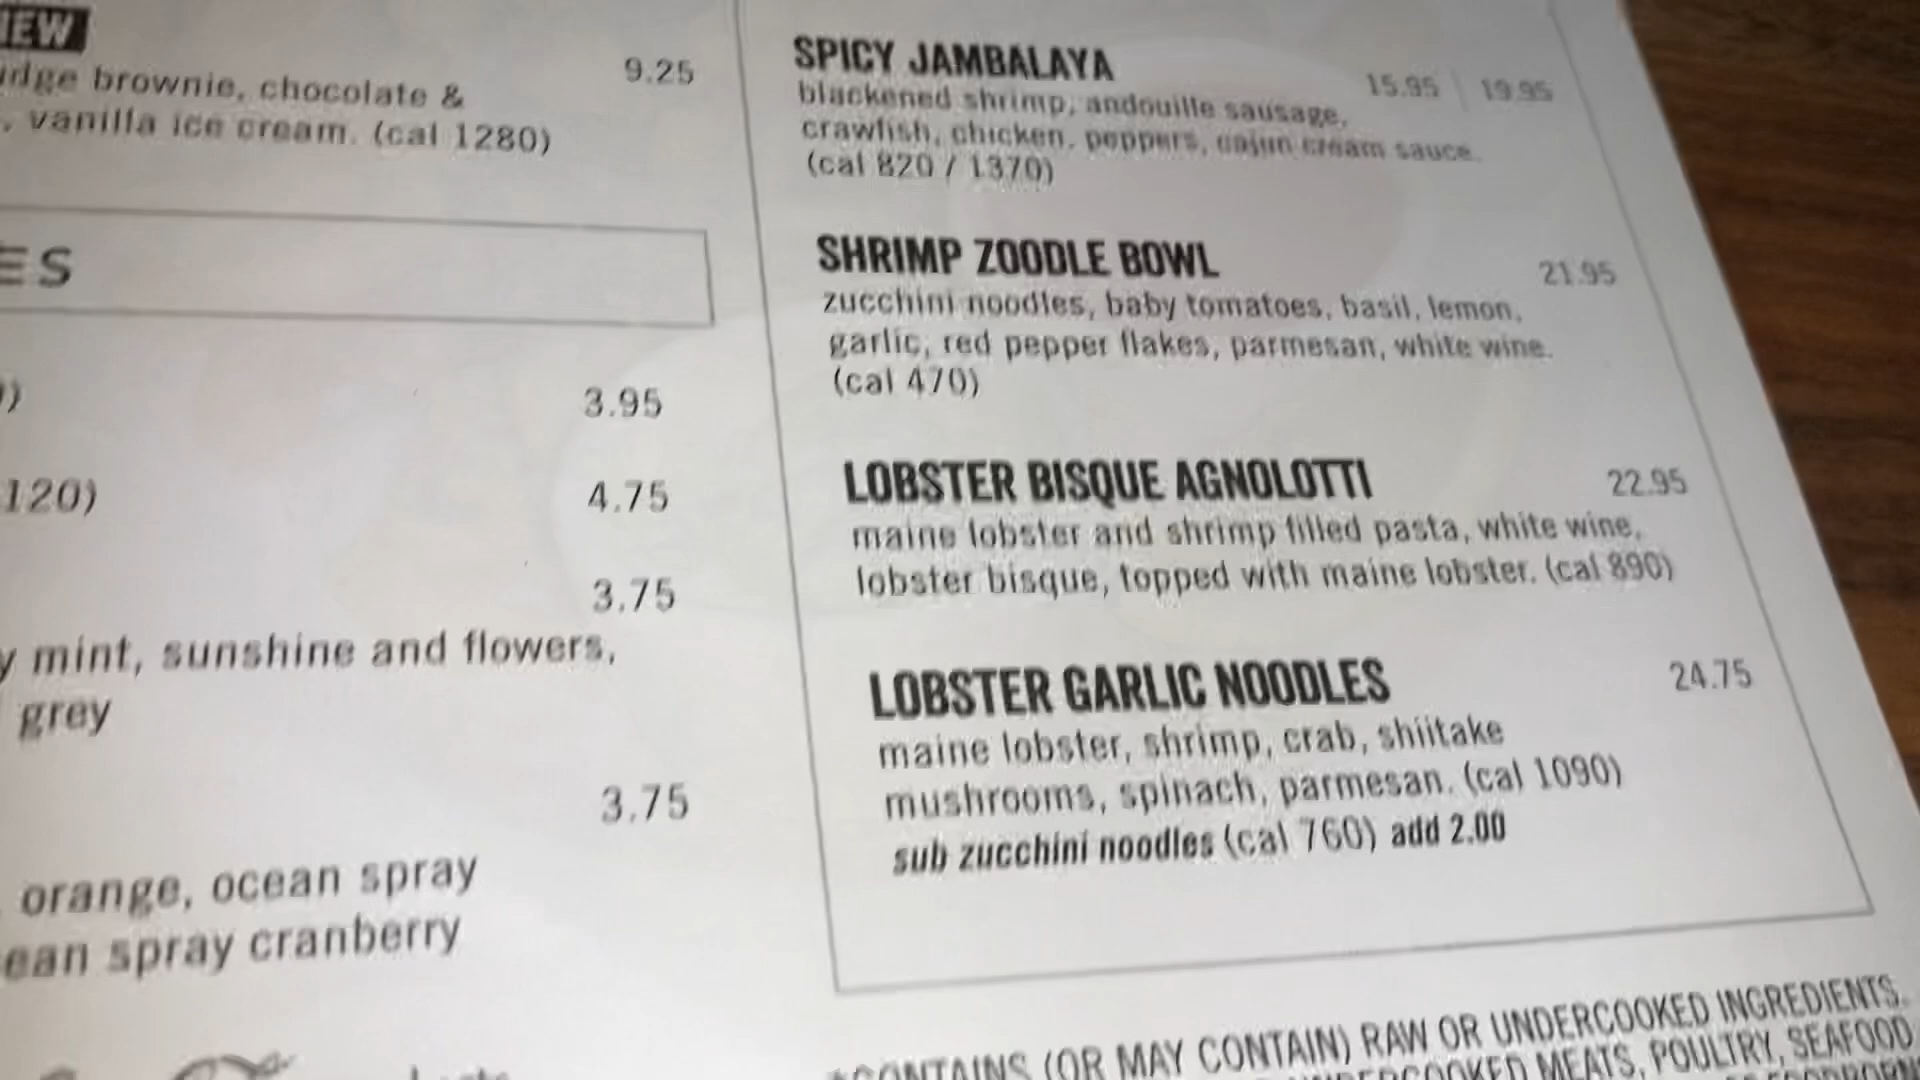 NEW
9.25
brownie, chocolate &
, vanilla ice cream. (cal 1280)
ES
)
3.95
120)
4.75
3.75
y mint, sunshine and flowers,
grey
3.75
orange, ocean spray
spray cranberry
SPICY JAMBALAYA
15.95 | 19.95
blackened shrimp, andouille sausage,
crawfish, chicken, peppers, cajun cream sauce.
(cal 820 / 1370)
SHRIMP ZOODLE BOWL
21.95
zucchini noodles, baby tomatoes, basil, lemon,
garlic, red pepper flakes, parmesan, white wine.
(cal 470)
LOBSTER BISQUE AGNOLOTTI
22.95
maine lobster and shrimp filled pasta, white wine,
lobster bisque, topped with maine lobster. (cal 890)
LOBSTER GARLIC NOODLES
24.75
maine lobster, shrimp, crab, shiitake
mushrooms, spinach, parmesan. (cal 1090)
sub zucchini noodles (cal 760) add 2.00
*CONTAINS (OR MAY CONTAIN) RAW OR UNDERCOOKED INGREDIENTS.
MEATS, POULTRY, SEAFOOD